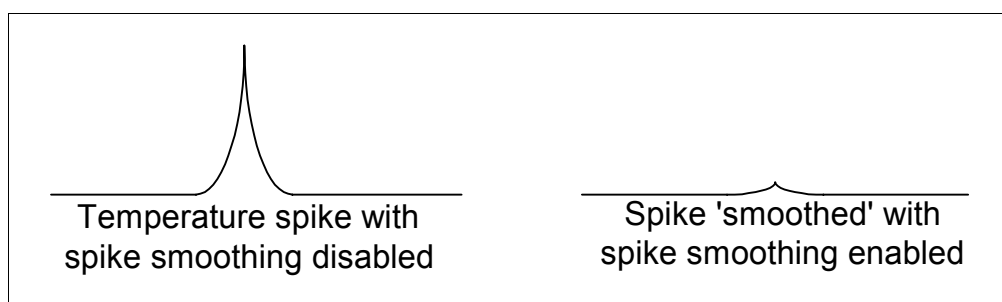 Temperature spike with
spike smoothing disabled
Spike 'smoothed' with
spike smoothing enabled